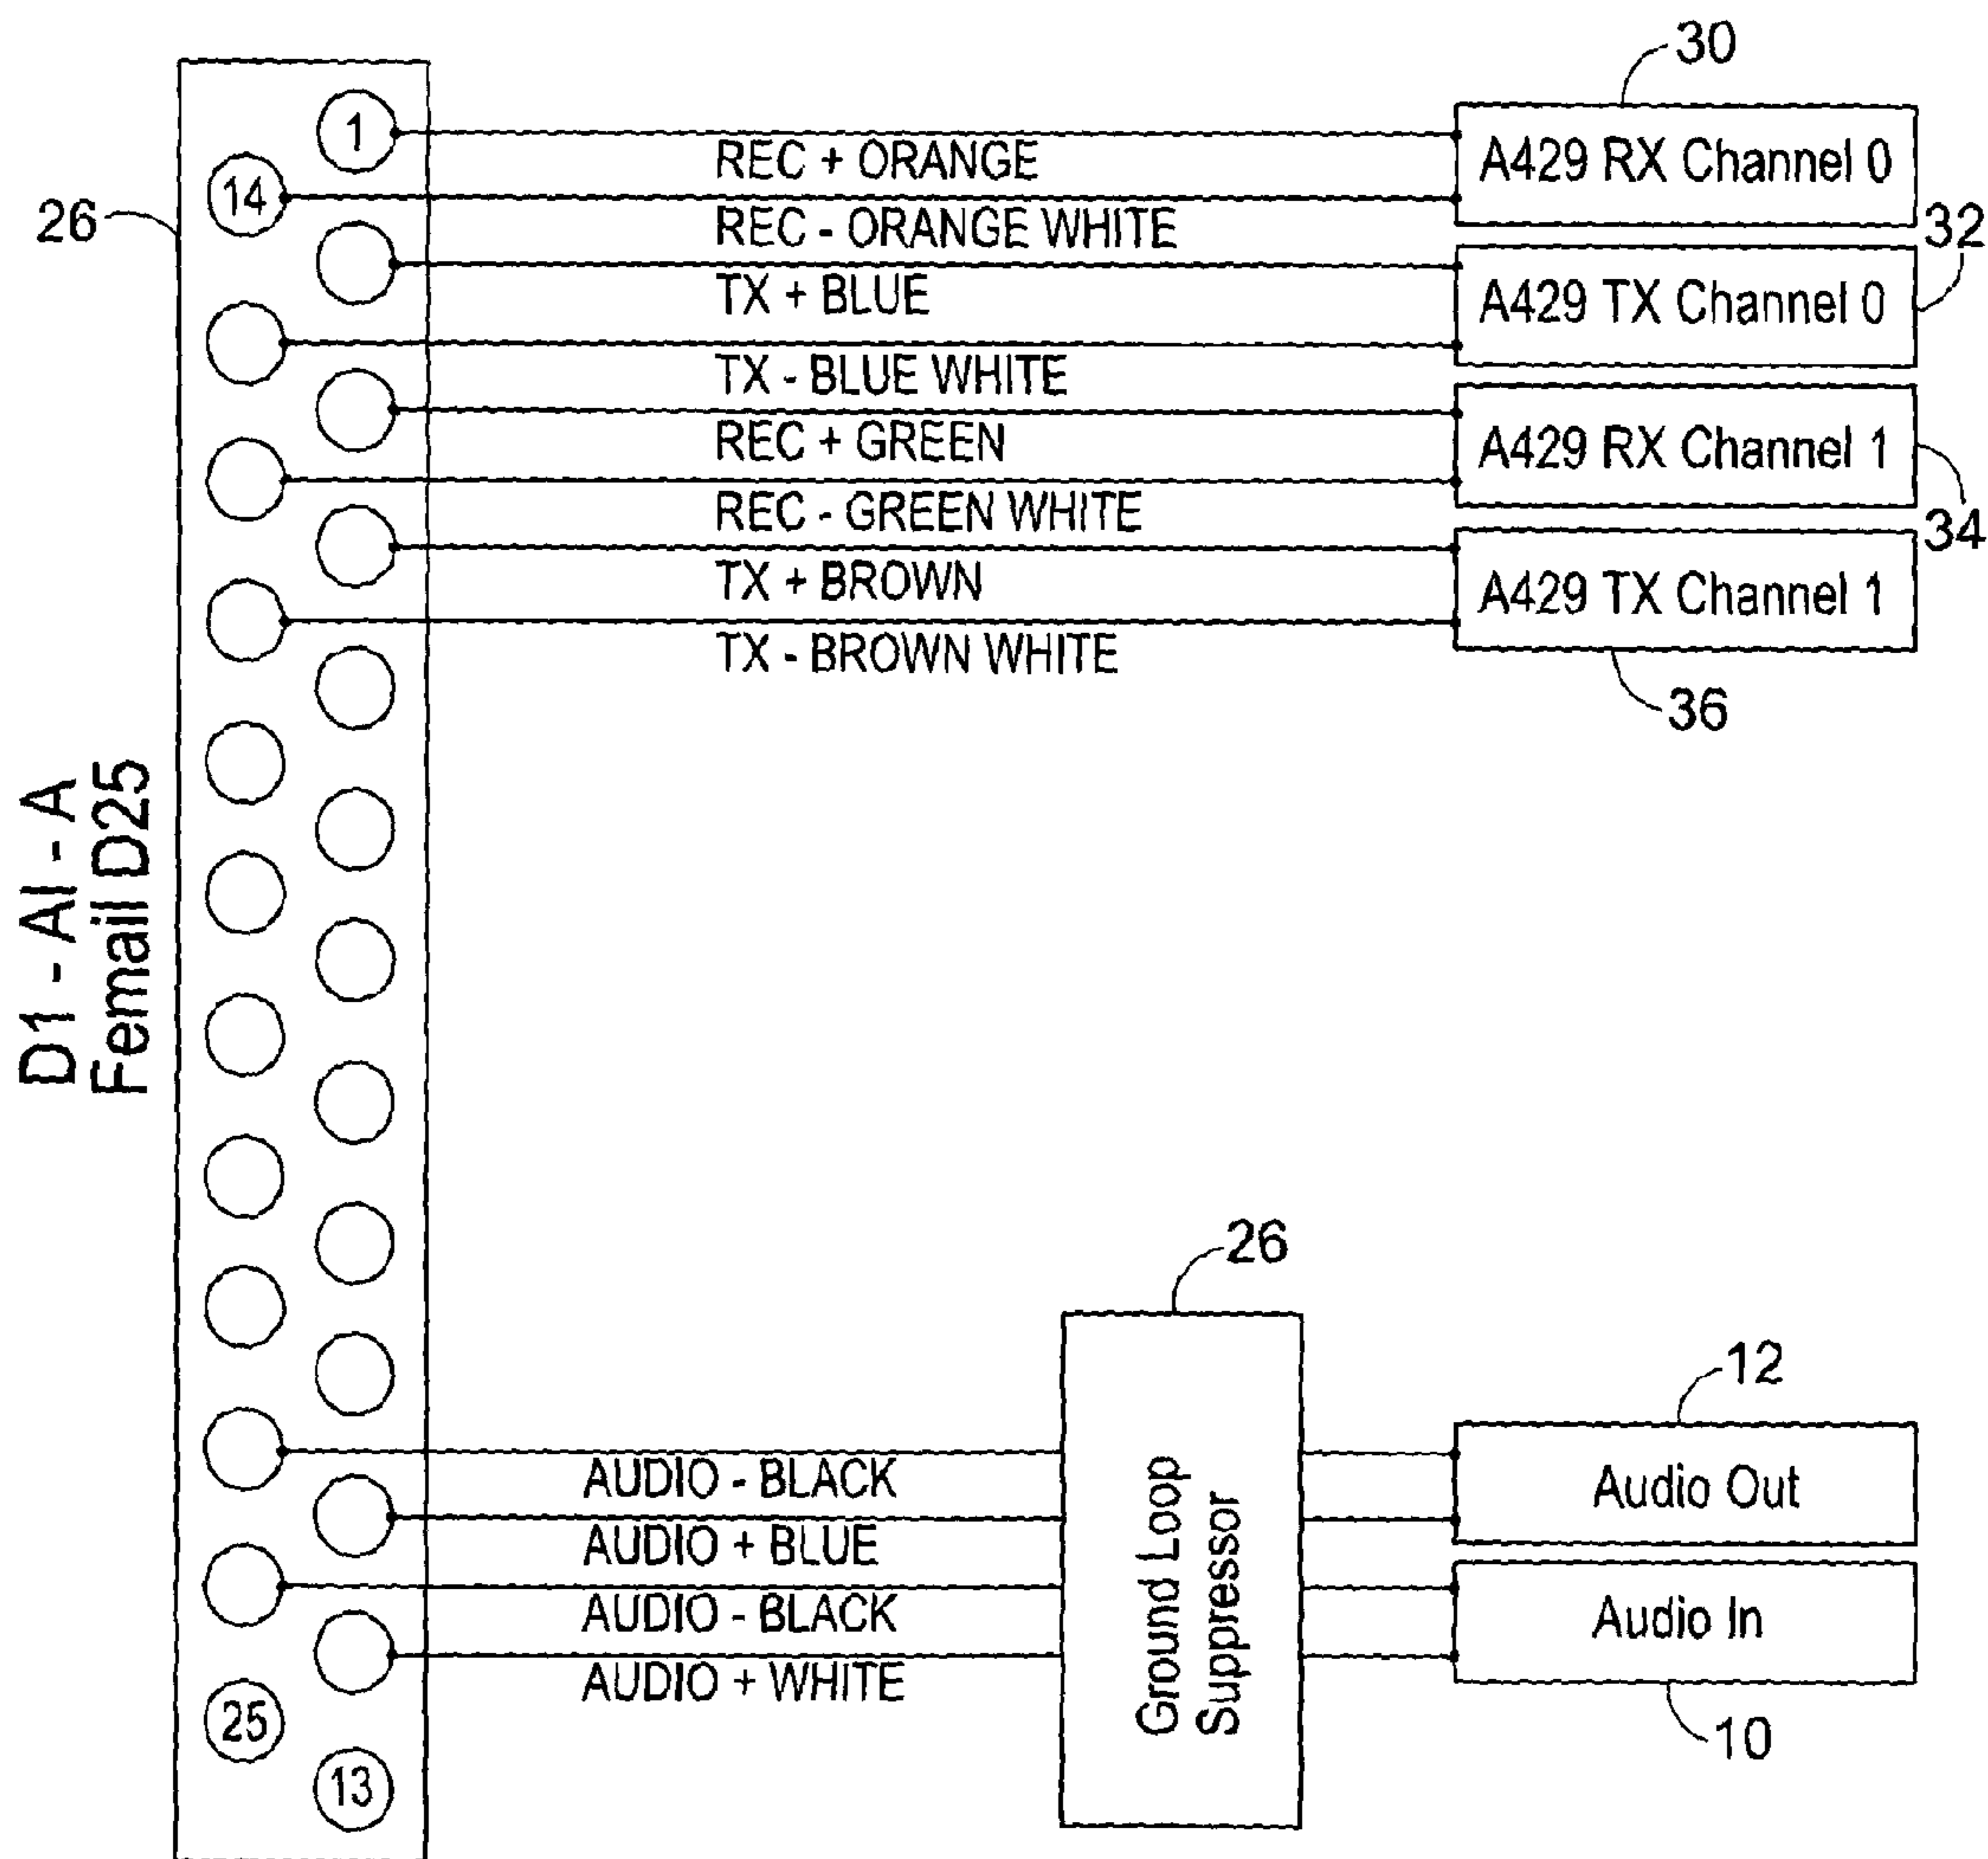 30
1
REC + ORANGE
A429 RX Channel 0
14
26
REC - ORANGE WHITE
32
TX + BLUE
A429 TX Channel 0
TX - BLUE WHITE
REC + GREEN
A429 RX Channel 1
REC - GREEN WHITE
34
TX + BROWN
A429 TX Channel 1
TX - BROWN WHITE
36
D1 - AI - A
Femail D25
26
12
AUDIO - BLACK
Audio Out
AUDIO + BLUE
AUDIO - BLACK
Audio In
AUDIO + WHITE
Ground Loop
Suppressor
25
10
13